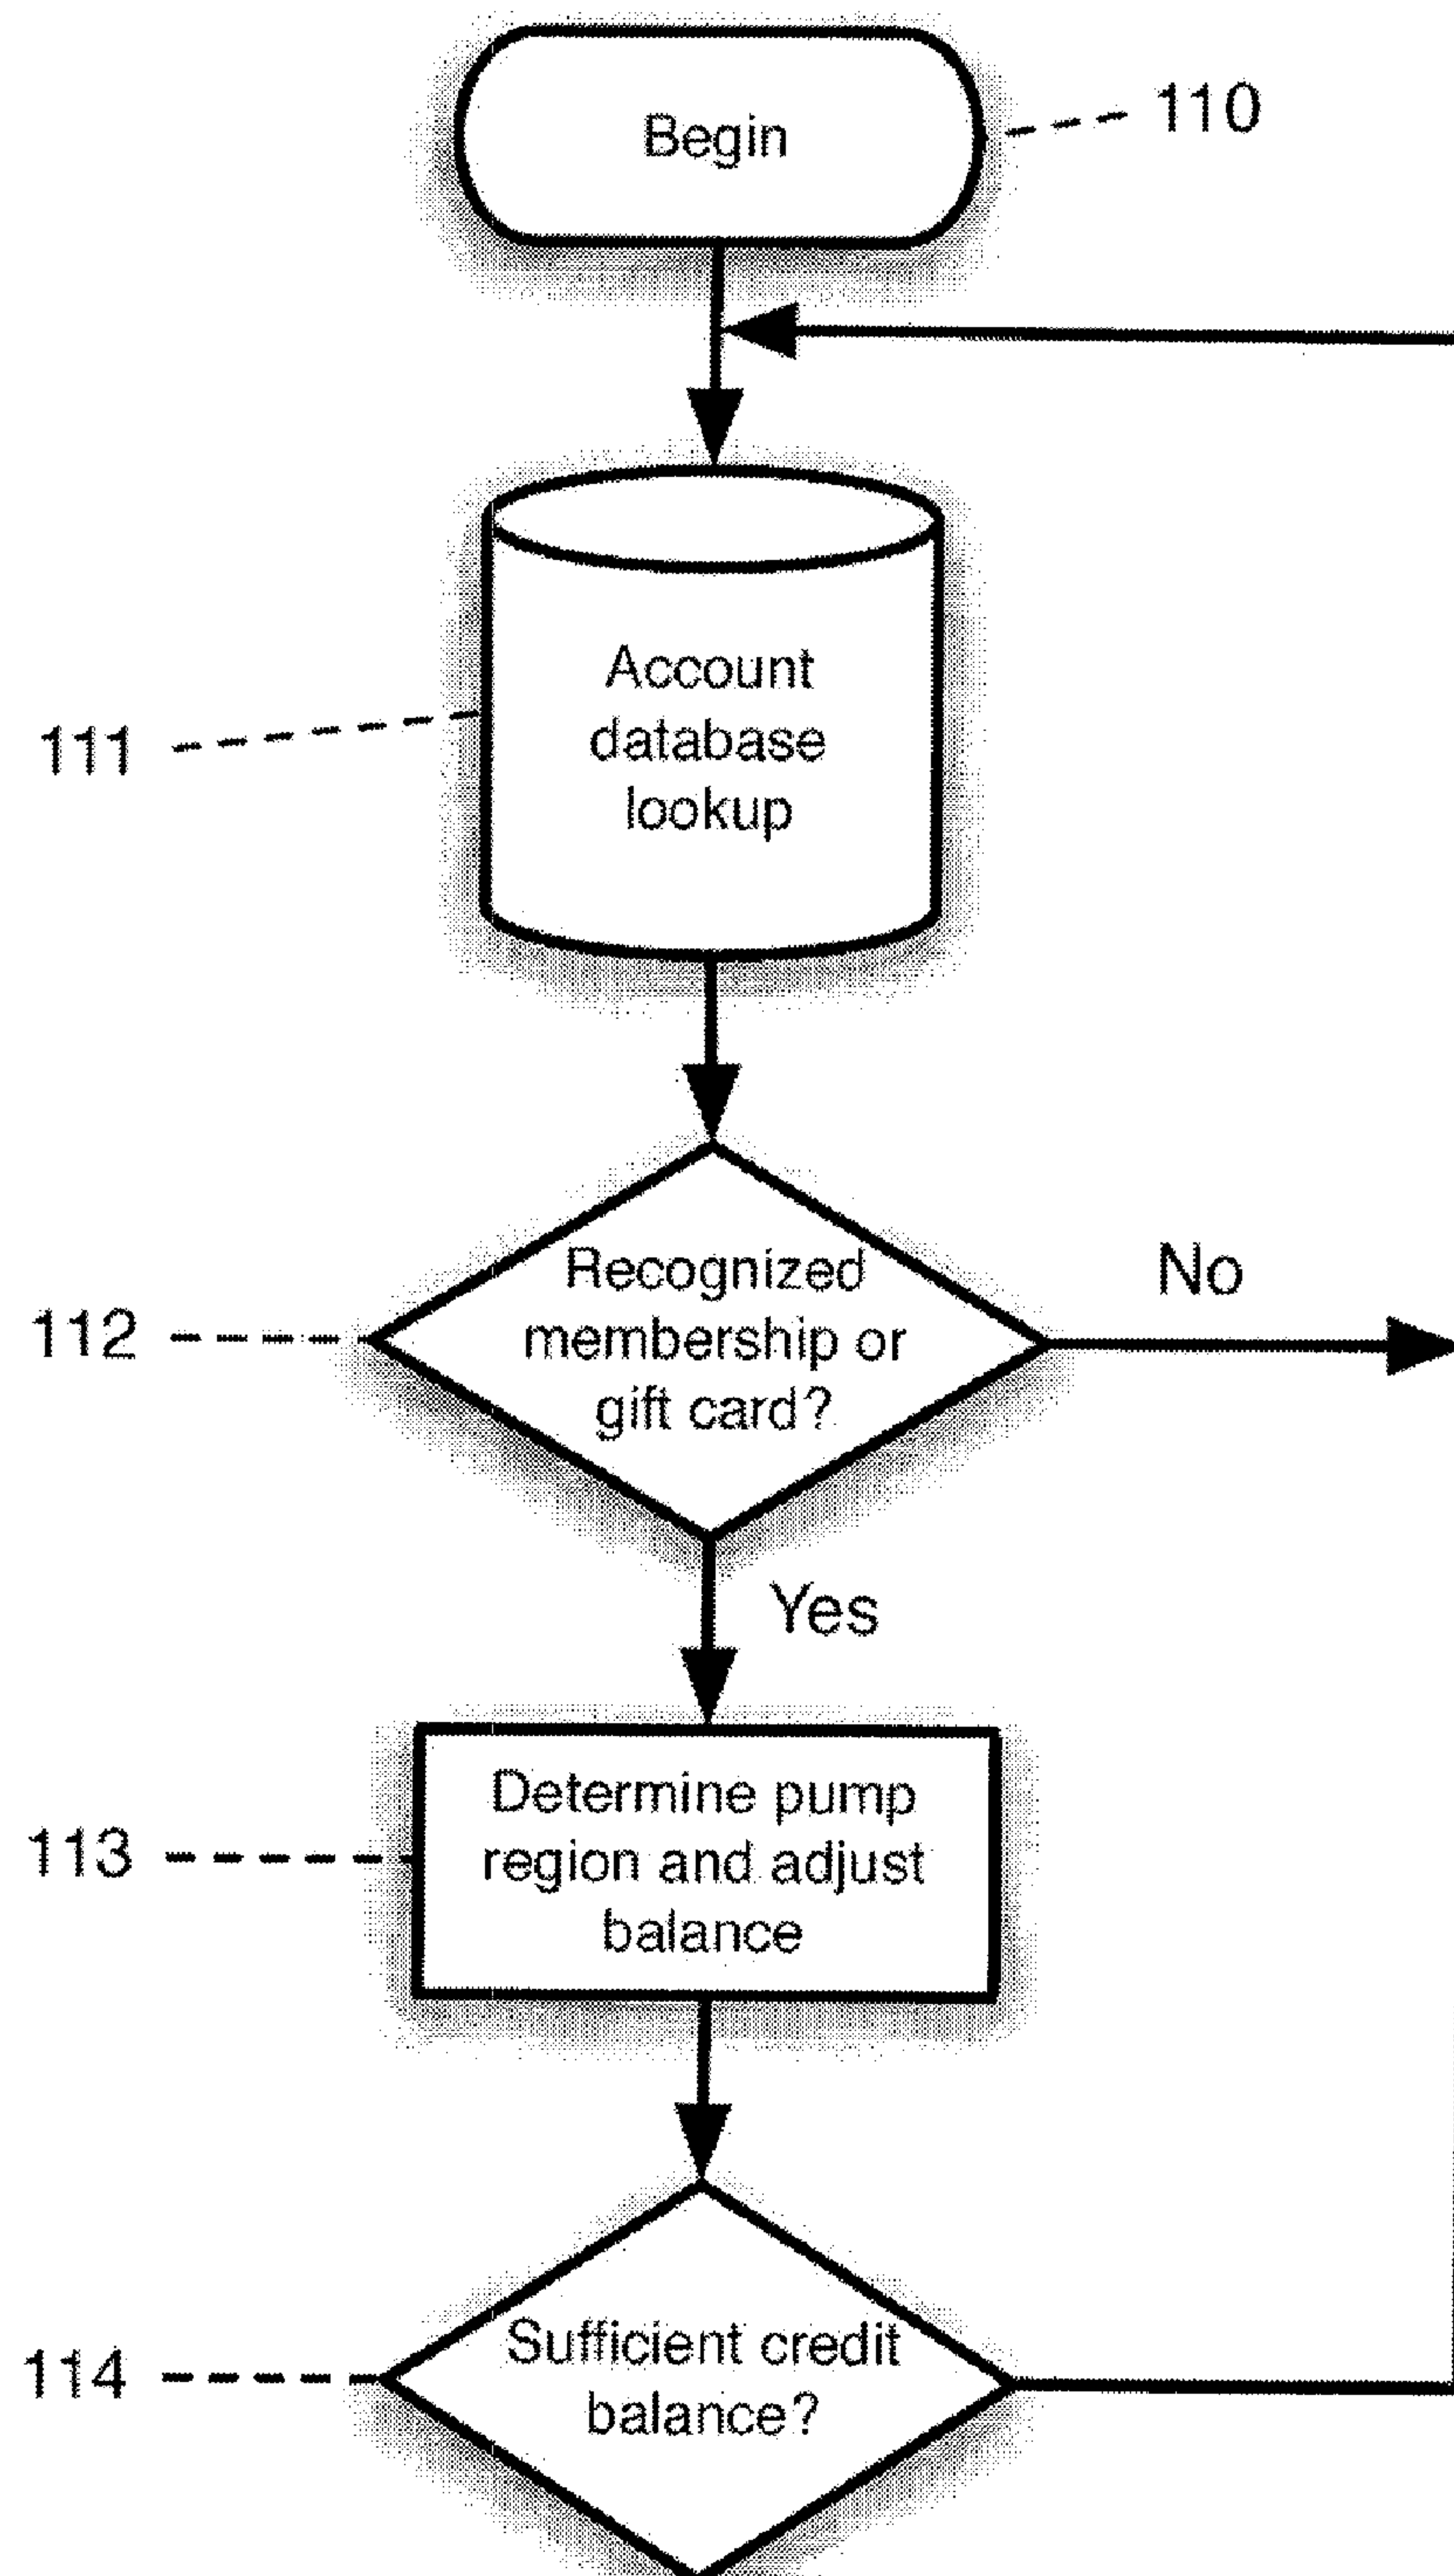 Begin
110
Account
database
lookup
111
Recognized
membership or
gift card?
112
No
Yes
Determine pump
region and adjust
balance
113
Sufficient credit
balance?
114